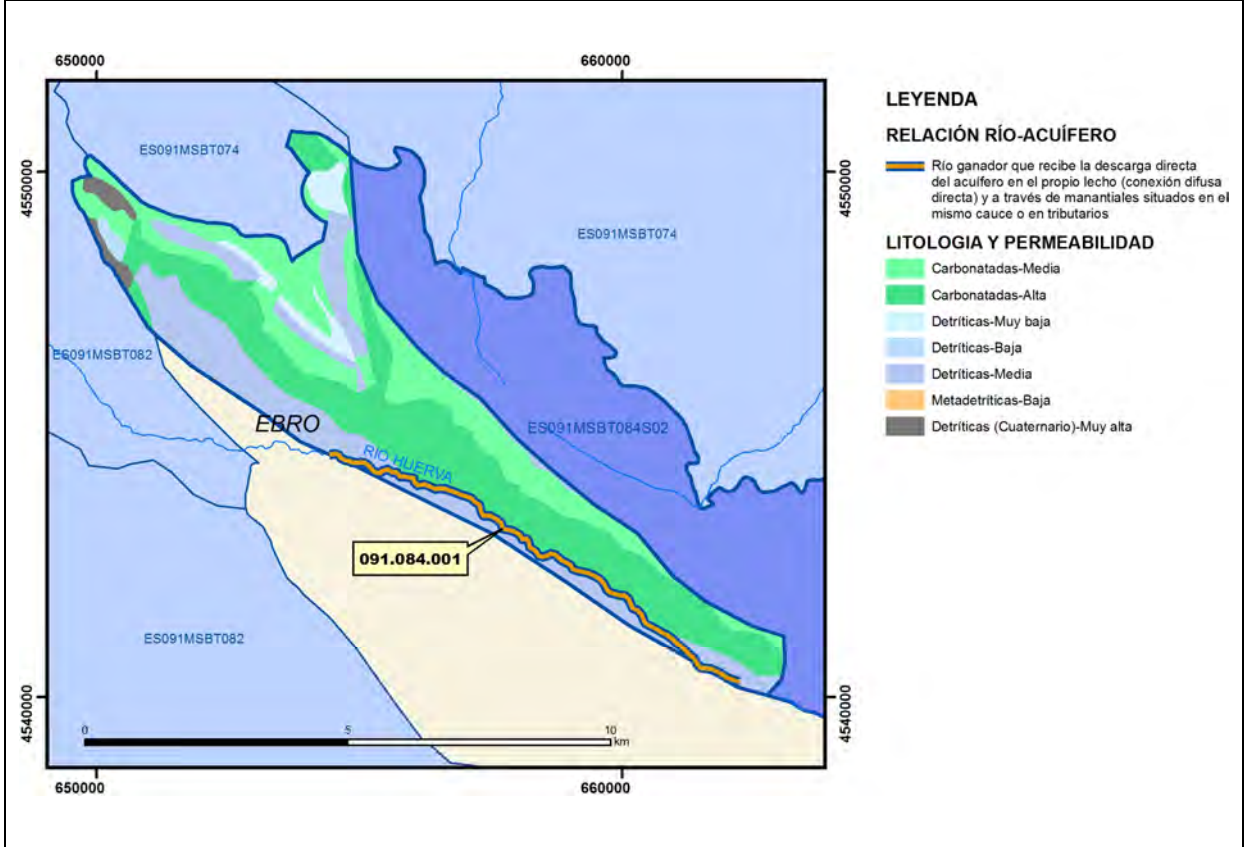 650000
660000
4550000
4550000
ES091MSBT074
ES091MSBT074
ES091MSBT082
ES091MSBT084S02
EBRO
RÍO HUERVA
091.084.001
ES091MSBT082
4540000
4540000
0
5
10
km
650000
660000
LEYENDA
RELACIÓN RÍO-ACUÍFERO
Río ganador que recibe la descarga directa
del acuífero en el propio lecho (conexión difusa
directa) y a través de manantiales situados en el
mismo cauce o en tributarios
LITOLOGIA Y PERMEABILIDAD
Carbonatadas-Media
Carbonatadas-Alta
Detríticas-Muy baja
Detríticas-Baja
Detríticas-Media
Metadetríticas-Baja
Detríticas (Cuaternario)-Muy alta